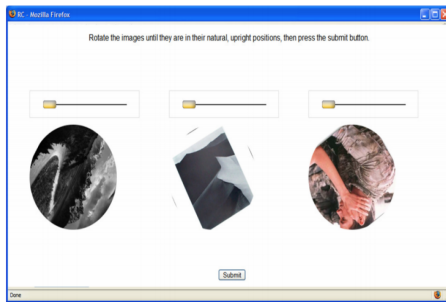 RC - Mozilla Firefox
Rotate the images until they are in their natural, upright positions, then press the submit button.
Submit
Done